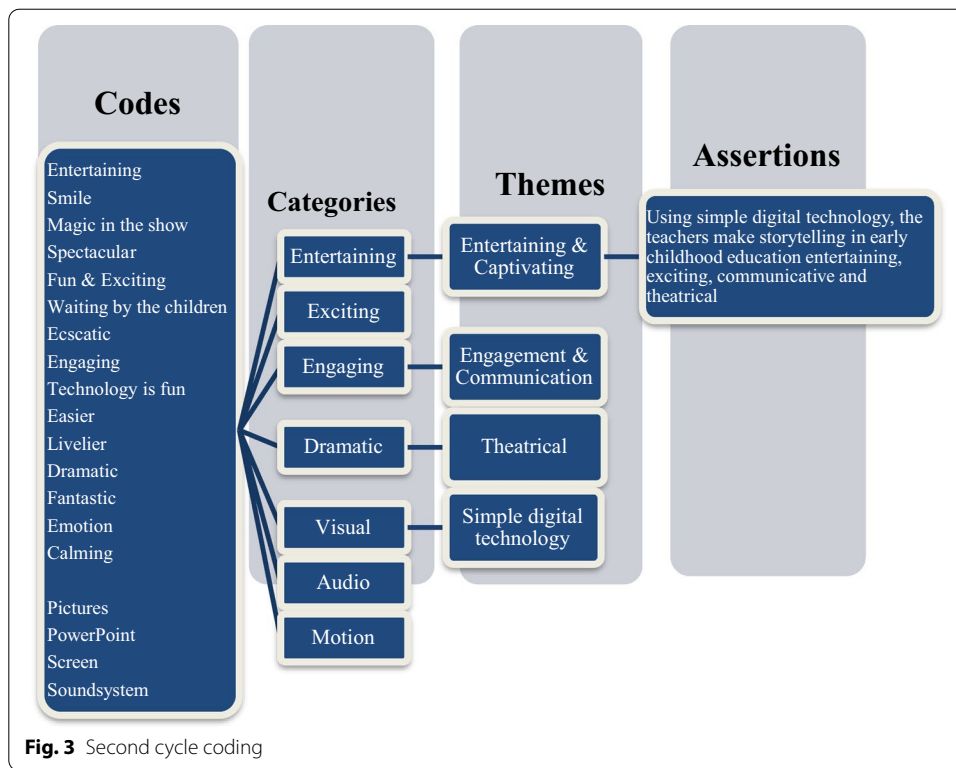 Codes
Entertaining
Smile
Magic in the show
Spectacular
Fun & Exciting
Waiting by the children
Ecscatic
Engaging
Technology is fun
Easier
Livelier
Dramatic
Fantastic
Emotion
Calming
Pictures
PowerPoint
Screen
Soundsystem
Categories
Entertaining
Exciting
Engaging
Dramatic
Visual
Audio
Motion
Themes
Entertaining &
Captivating
Engagement &
Communication
Theatrical
Simple digital
technology
Assertions
Using simple digital technology, the
teachers make storytelling in early
childhood education entertaining,
exciting, communicative and
theatrical
Fig. 3 Second cycle coding